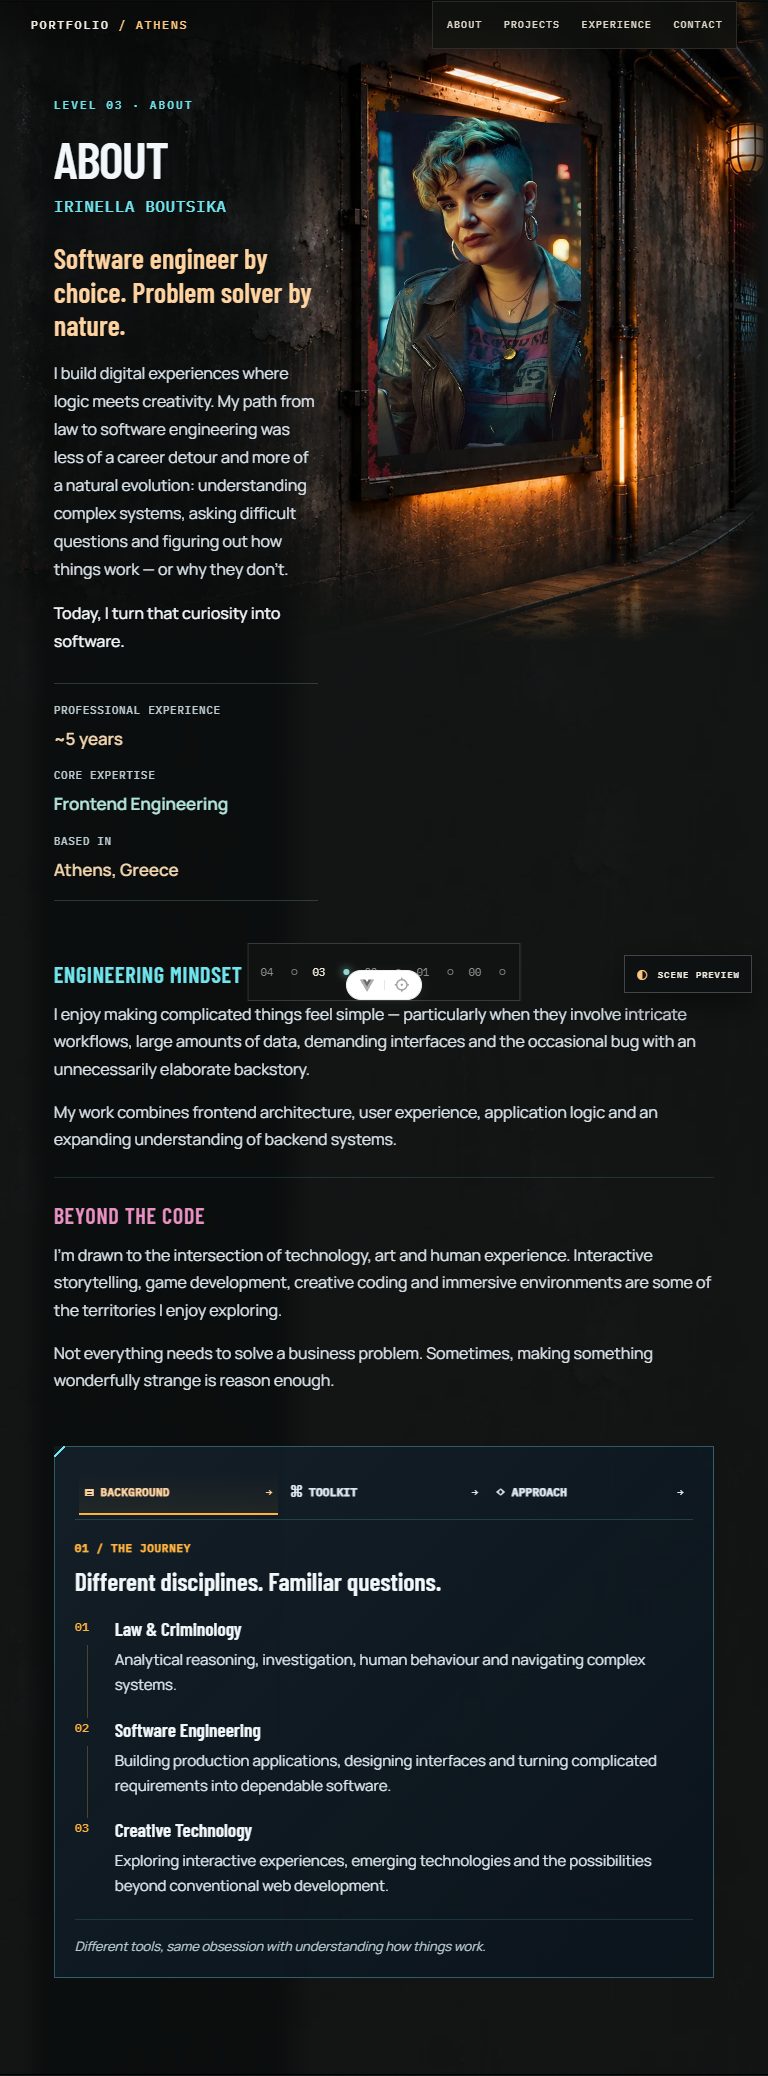 PORTFOLIO / ATHENS
ABOUT PROJECTS EXPERIENCE CONTACT
LEVEL 03 · ABOUT
ABOUT
IRINELLA BOUTSIKA
Software engineer by
choice. Problem solver by
nature.
I build digital experiences where
logic meets creativity. My path from
law to software engineering was
less of a career detour and more of
a natural evolution: understanding
complex systems, asking difficult
questions and figuring out how
things work — or why they don't.
Today, I turn that curiosity into
software.
PROFESSIONAL EXPERIENCE
~5 years
CORE EXPERTISE
Frontend Engineering
BASED IN
Athens, Greece
ENGINEERING MINDSET
04 03 01 00
SCENE PREVIEW
I enjoy making complicated things feel simple — particularly when they involve intricate
workflows, large amounts of data, demanding interfaces and the occasional bug with an
unnecessarily elaborate backstory.
My work combines frontend architecture, user experience, application logic and an
expanding understanding of backend systems.
BEYOND THE CODE
I'm drawn to the intersection of technology, art and human experience. Interactive
storytelling, game development, creative coding and immersive environments are some of
the territories I enjoy exploring.
Not everything needs to solve a business problem. Sometimes, making something
wonderfully strange is reason enough.
BACKGROUND → ⌘ TOOLKIT → ◇ APPROACH →
01 / THE JOURNEY
Different disciplines. Familiar questions.
01 Law & Criminology
Analytical reasoning, investigation, human behaviour and navigating complex
systems.
02 Software Engineering
Building production applications, designing interfaces and turning complicated
requirements into dependable software.
03 Creative Technology
Exploring interactive experiences, emerging technologies and the possibilities
beyond conventional web development.
Different tools, same obsession with understanding how things work.